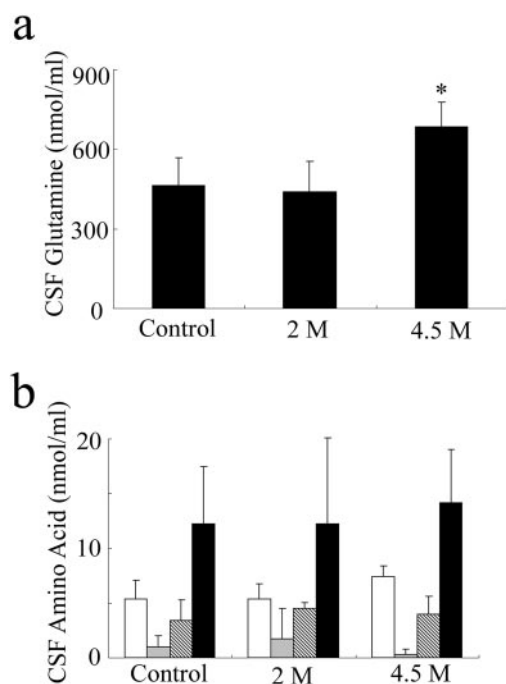 a
CSF Glutamine (nmol/ml)
900
600
300
0
*
Control 2 M 4.5 M
b
CSF Amino Acid (nmol/ml)
20
10
0
Control 2 M 4.5 M